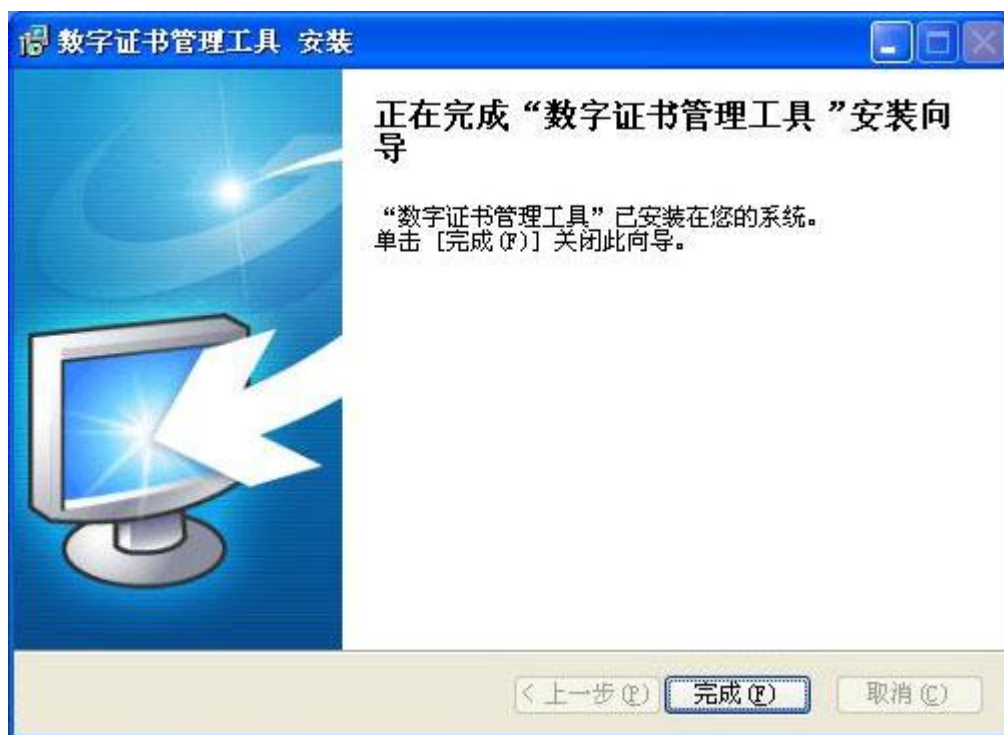 数字证书管理工具 安装
正在完成“数字证书管理工具 ”安装向
导
“数字证书管理工具”已安装在您的系统。
单击 [完成(F)] 关闭此向导。
< 上一步(P) 完成(F) 取消(C)